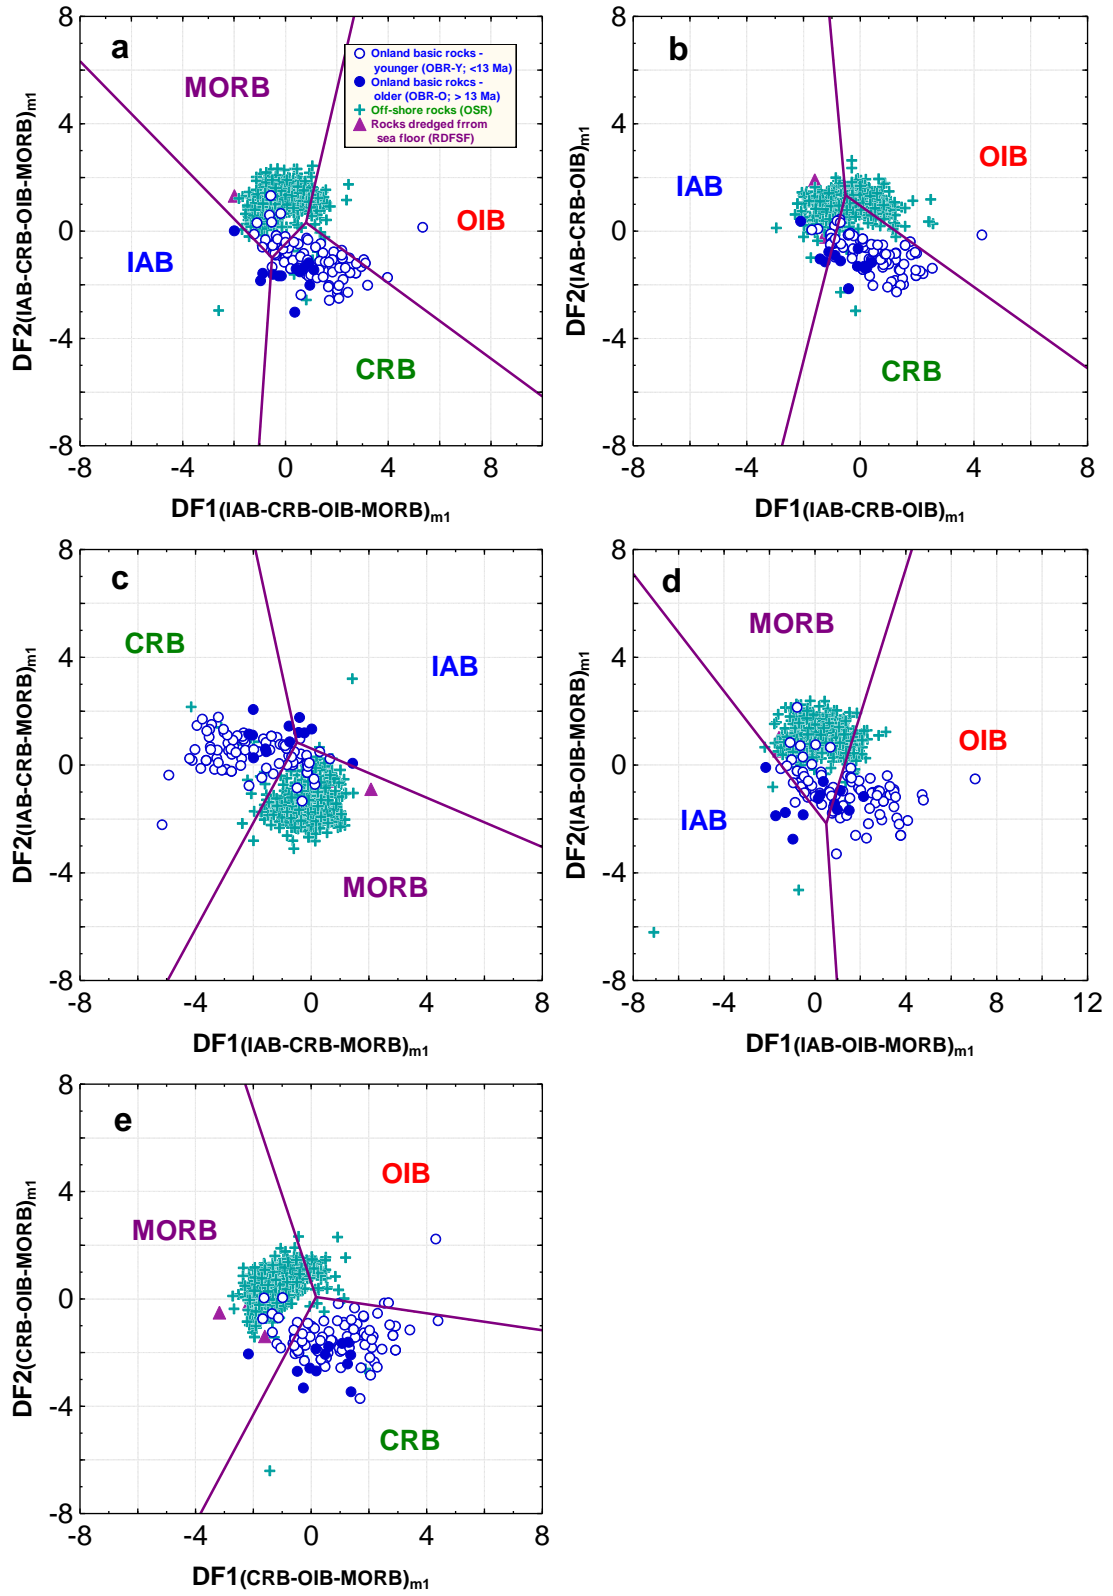 a
Onland basic rocks -
younger (OBR-Y; <13 Ma)
Onland basic rokcs -
older (OBR-O; > 13 Ma)
Off-shore rocks (OSR)
Rocks dredged frrom
sea floor (RDFSF)
MORB
OIB
IAB
CRB
8
4
0
-4
-8
-8 -4 0 4 8
DF2(IAB-CRB-OIB-MORB)m1
DF1(IAB-CRB-OIB-MORB)m1
b
OIB
IAB
CRB
8
4
0
-4
-8
-8 -4 0 4 8
DF2(IAB-CRB-OIB)m1
DF1(IAB-CRB-OIB)m1
c
CRB
IAB
MORB
8
4
0
-4
-8
-8 -4 0 4 8
DF2(IAB-CRB-MORB)m1
DF1(IAB-CRB-MORB)m1
d
MORB
OIB
IAB
8
4
0
-4
-8
-8 -4 0 4 8 12
DF2(IAB-OIB-MORB)m1
DF1(IAB-OIB-MORB)m1
e
OIB
MORB
CRB
8
4
0
-4
-8
-8 -4 0 4 8
DF2(CRB-OIB-MORB)m1
DF1(CRB-OIB-MORB)m1